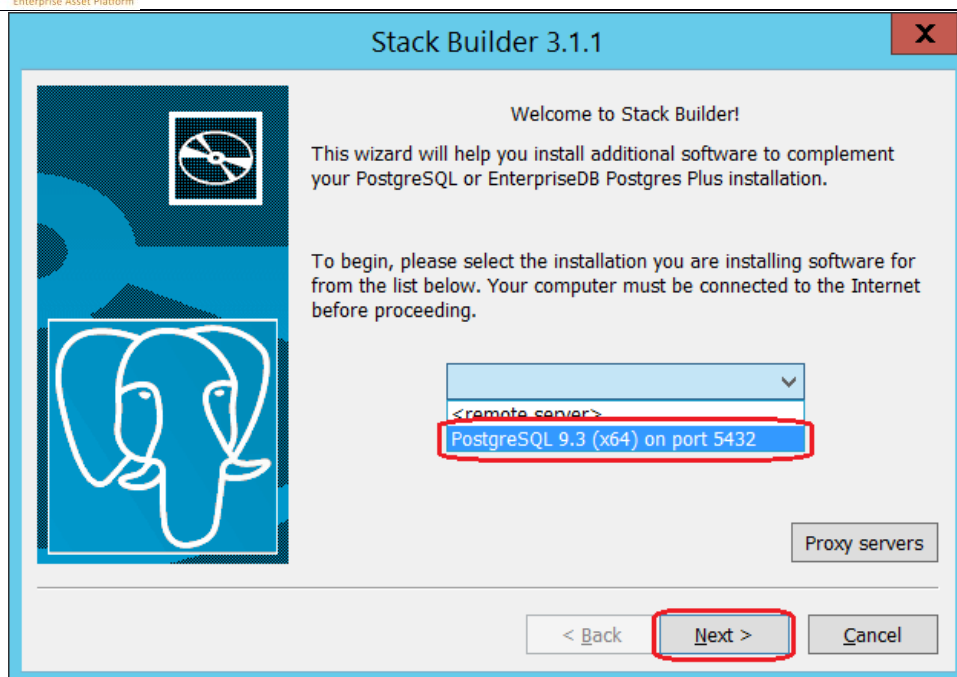 Enterprise Asset Platform
Stack Builder 3.1.1
X
Welcome to Stack Builder!
This wizard will help you install additional software to complement
your PostgreSQL or EnterpriseDB Postgres Plus installation.
To begin, please select the installation you are installing software for
from the list below. Your computer must be connected to the Internet
before proceeding.
<remote server>
PostgreSQL 9.3 (x64) on port 5432
Proxy servers
< Back
Next >
Cancel